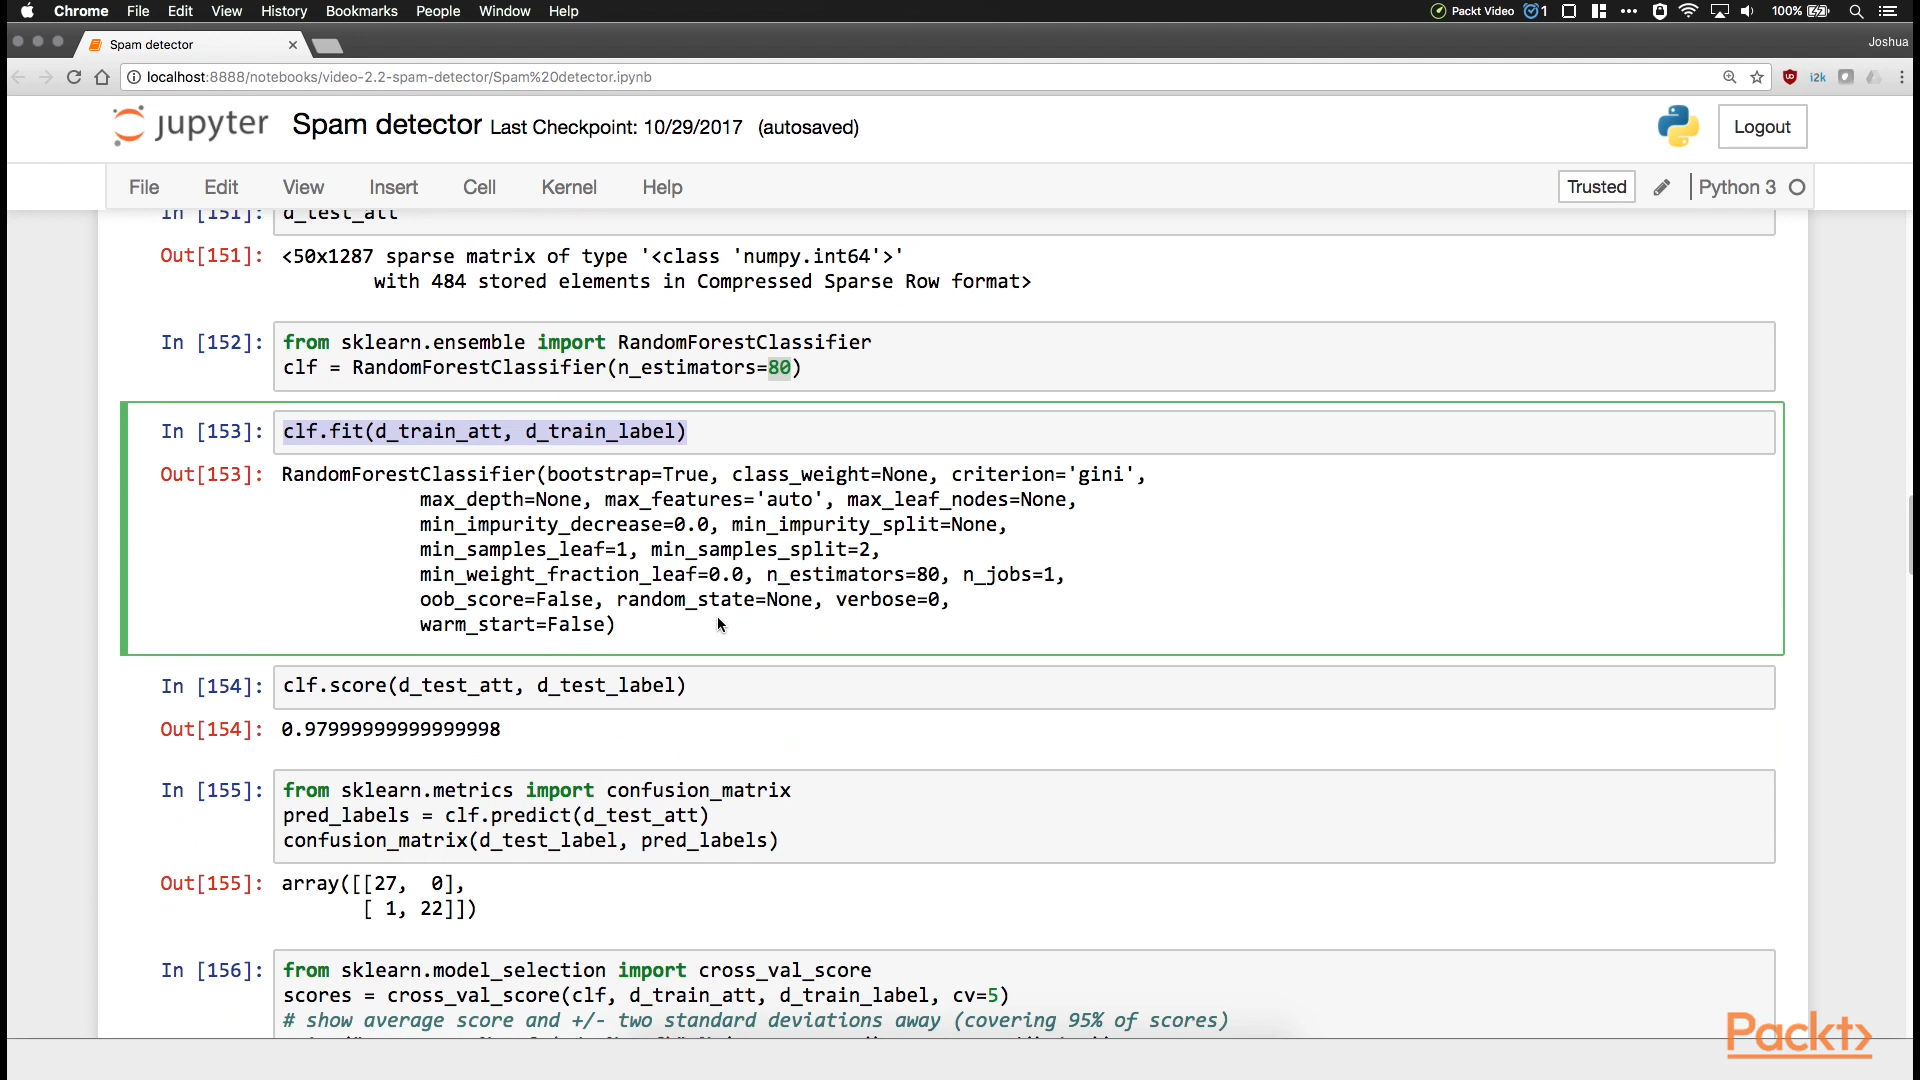 Chrome File Edit View History Bookmarks People Window Help
Packt Video 1 100%
Spam detector
Joshua
localhost:8888/notebooks/video-2.2-spam-detector/Spam%20detector.ipynb
i2k
jupyter Spam detector Last Checkpoint: 10/29/2017 (autosaved)
Logout
File Edit View Insert Cell Kernel Help
Trusted Python 3
In [151]: d_test_att
Out[151]: <50x1287 sparse matrix of type '<class 'numpy.int64'>'
with 484 stored elements in Compressed Sparse Row format>
In [152]: from sklearn.ensemble import RandomForestClassifier
clf = RandomForestClassifier(n_estimators=80)
In [153]: clf.fit(d_train_att, d_train_label)
Out[153]: RandomForestClassifier(bootstrap=True, class_weight=None, criterion='gini',
max_depth=None, max_features='auto', max_leaf_nodes=None,
min_impurity_decrease=0.0, min_impurity_split=None,
min_samples_leaf=1, min_samples_split=2,
min_weight_fraction_leaf=0.0, n_estimators=80, n_jobs=1,
oob_score=False, random_state=None, verbose=0,
warm_start=False)
In [154]: clf.score(d_test_att, d_test_label)
Out[154]: 0.97999999999999998
In [155]: from sklearn.metrics import confusion_matrix
pred_labels = clf.predict(d_test_att)
confusion_matrix(d_test_label, pred_labels)
Out[155]: array([[27, 0],
[ 1, 22]])
In [156]: from sklearn.model_selection import cross_val_score
scores = cross_val_score(clf, d_train_att, d_train_label, cv=5)
# show average score and +/- two standard deviations away (covering 95% of scores)
Packt>